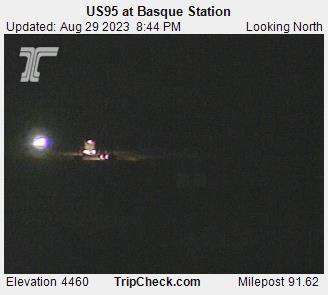 US95 at Basque Station
Updated: Aug 29 2023 8:44 PM Looking North
Elevation 4460 TripCheck.com Milepost 91.62